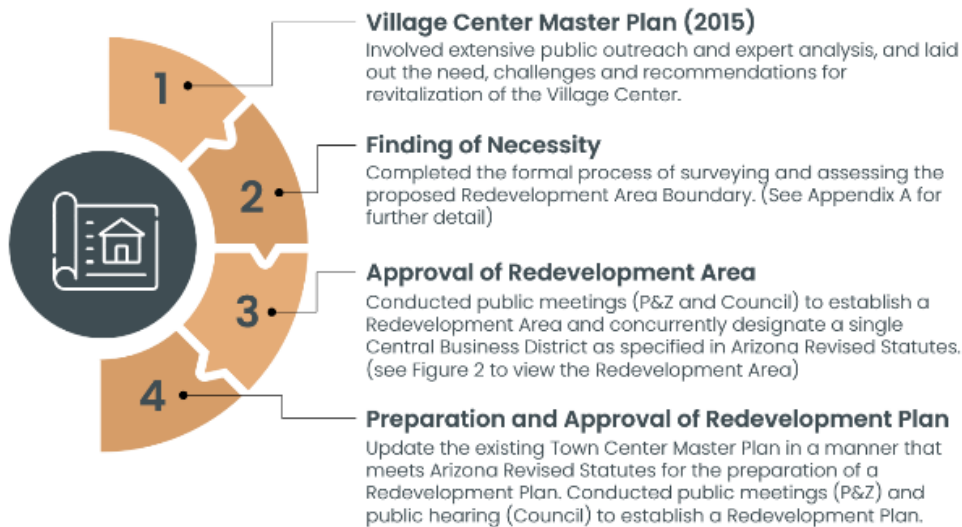 Village Center Master Plan (2015)
Involved extensive public outreach and expert analysis, and laid
out the need, challenges and recommendations for
revitalization of the Village Center.
1
Finding of Necessity
Completed the formal process of surveying and assessing the
proposed Redevelopment Area Boundary. (See Appendix A for
further detail)
2
Approval of Redevelopment Area
Conducted public meetings (P&Z and Council) to establish a
Redevelopment Area and concurrently designate a single
Central Business District as specified in Arizona Revised Statutes.
(see Figure 2 to view the Redevelopment Area)
3
Preparation and Approval of Redevelopment Plan
Update the existing Town Center Master Plan in a manner that
meets Arizona Revised Statutes for the preparation of a
Redevelopment Plan. Conducted public meetings (P&Z) and
public hearing (Council) to establish a Redevelopment Plan.
4